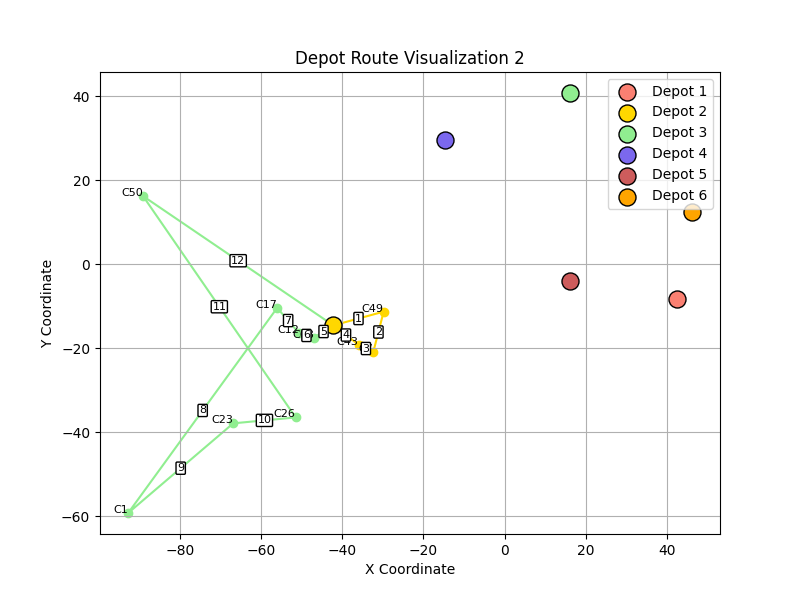 Depot Route Visualization 2
Depot 1
Depot 2
Depot 3
Depot 4
Depot 5
Depot 6
40
20
0
−20
−40
−60
Y Coordinate
C50
12
11
C17
C49
1
7
C12
6
5
4
2
C43
3
8
C23
10
C26
9
C1
−80
−60
−40
−20
0
20
40
X Coordinate